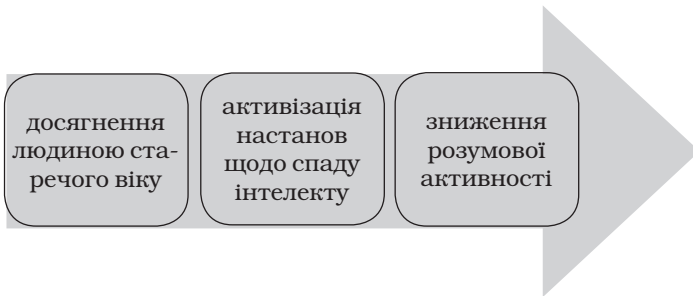 досягнення
людиною ста-
речого віку
активізація
настанов
щодо спаду
інтелекту
зниження
розумової
активності